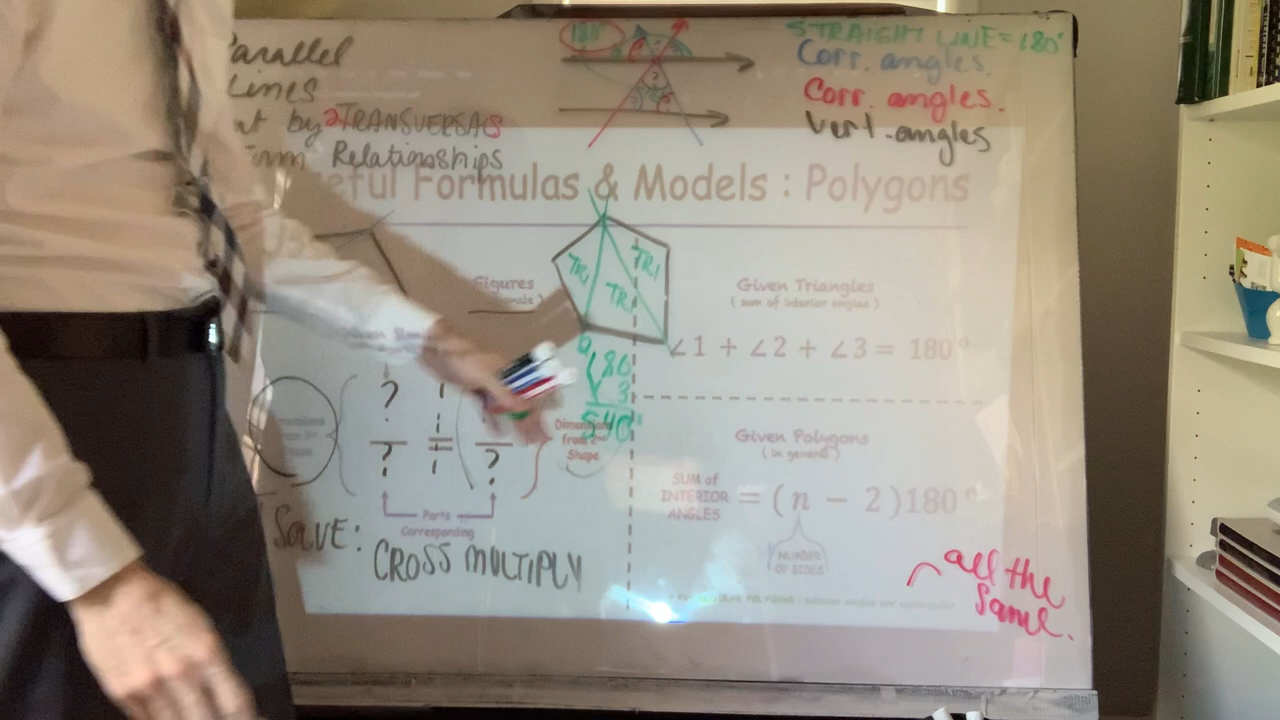 Parallel
Lines
by 2 TRANSVERSALS
Relationships
180°
STRAIGHT LINE = 180°
Corr. angles.
Corr. angles.
Vert. angles
Formulas & Models : Polygons
Figures
TRI
TRI
TRI
180
3
540°
Given Triangles
( sum of interior angles )
∠1 + ∠2 + ∠3 = 180°
?
?
=
?
Dimensions
from 2nd
Shape
Parts
Corresponding
SOLVE:
CROSS MULTIPLY
Given Polygons
( in general )
SUM of
INTERIOR
ANGLES
= ( n − 2 )180°
NUMBER
OF SIDES
all the
same.